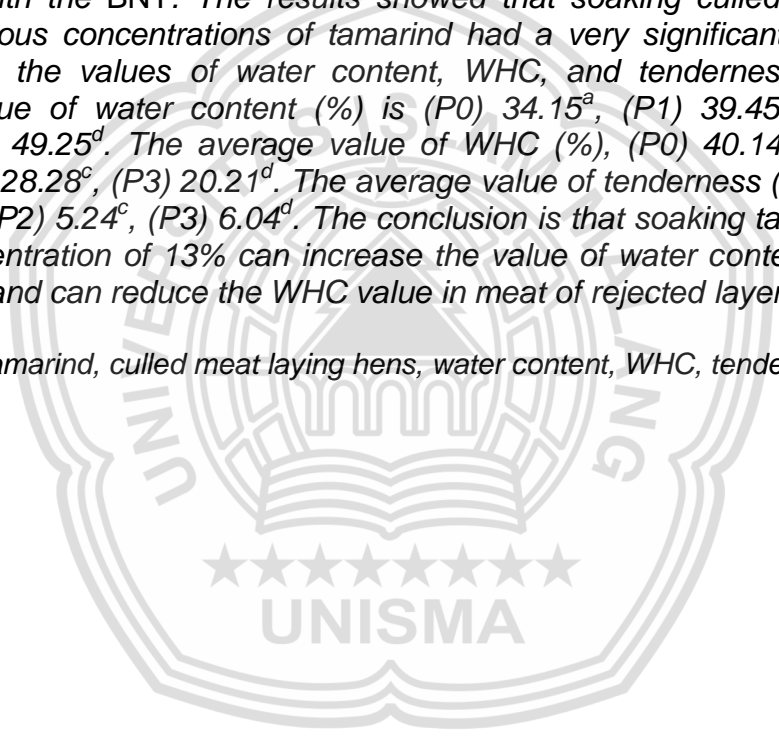 ith the BNT. The results showed that soaking culled
ous concentrations of tamarind had a very significant
the values of water content, WHC, and tendernes
ue of water content (%) is (P0) 34.15a, (P1) 39.45
49.25d. The average value of WHC (%), (P0) 40.14
28.28c, (P3) 20.21d. The average value of tenderness (
P2) 5.24c, (P3) 6.04d. The conclusion is that soaking ta
entration of 13% can increase the value of water conte
and can reduce the WHC value in meat of rejected layer
amarind, culled meat laying hens, water content, WHC, tende
UNIVERSITAS ISLAM MALANG
UNISMA